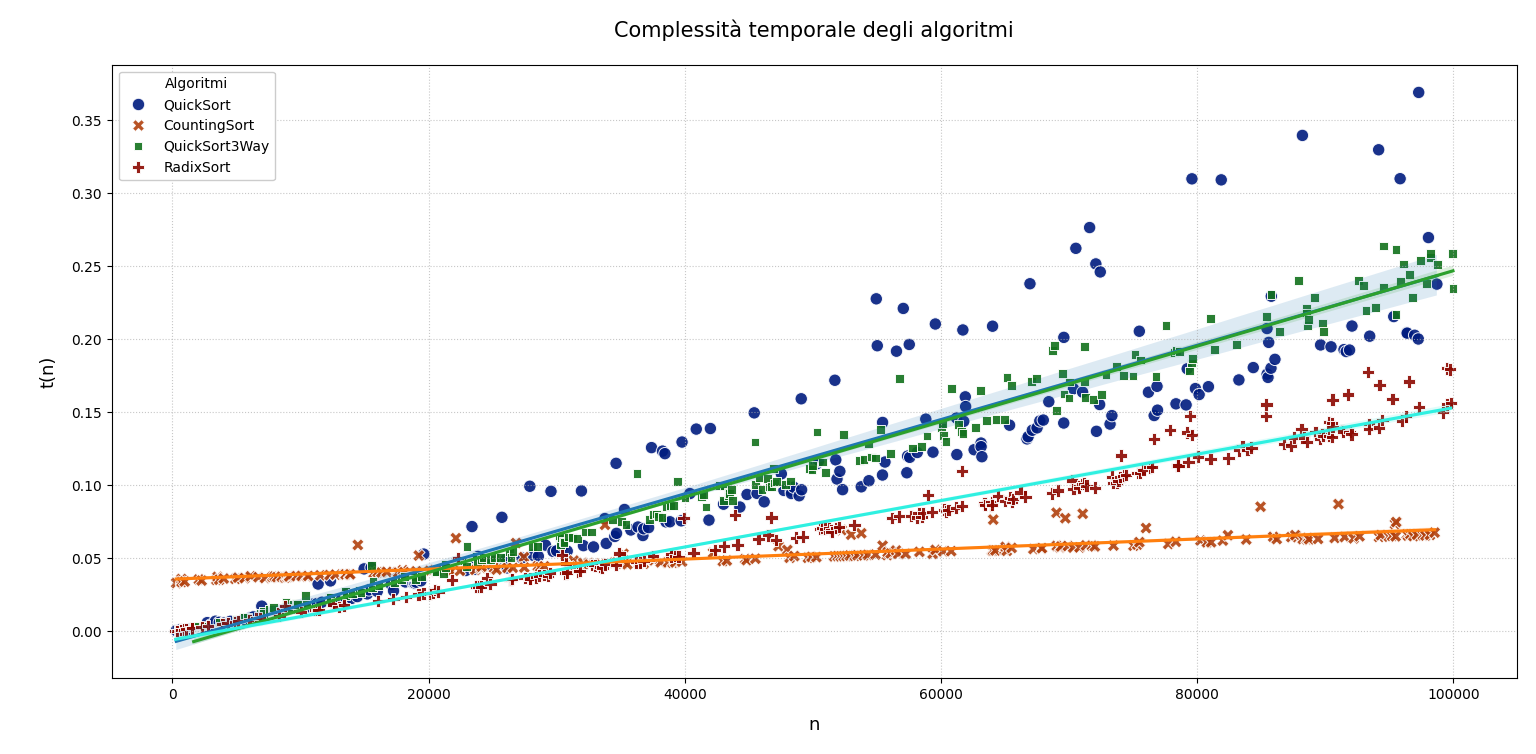 Complessità temporale degli algoritmi
Algoritmi
QuickSort
CountingSort
QuickSort3Way
RadixSort
0.35
0.30
0.25
0.20
0.15
0.10
0.05
0.00
t(n)
0 20000 40000 60000 80000 100000
n